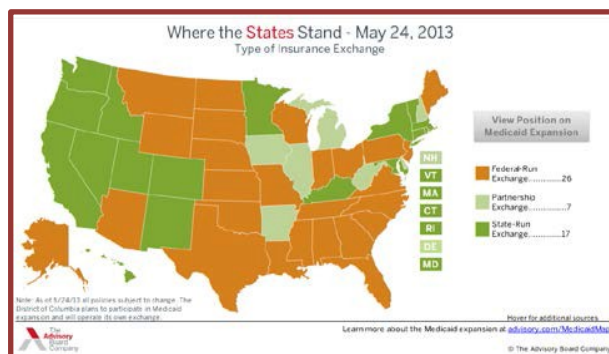 Where the States Stand - May 24, 2013
Type of Insurance Exchange
View Position on
Medicaid Expansion
NH
VT
MA
CT
RI
DE
MD
Federal-Run
Exchange..............26
Partnership
Exchange..............7
State-Run
Exchange..............17
Note: As of 5/24/13 all policies subject to change. The
District of Columbia plans to participate in Medicaid
expansion and will operate its own exchange.
Hover for additional sources
The
Advisory
Board
Company
Learn more about the Medicaid expansion at advisory.com/MedicaidMap
© The Advisory Board Company